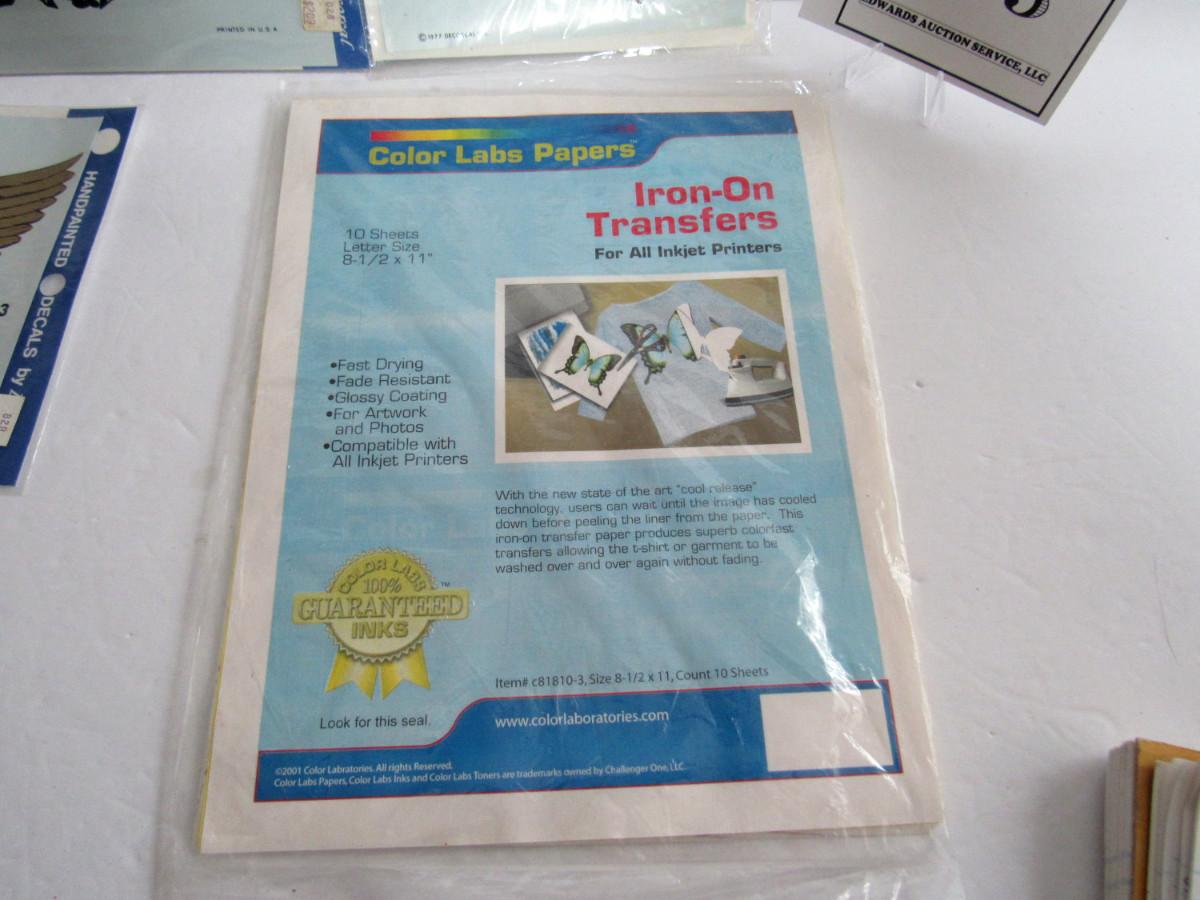 PRINTED IN U.S.A
©1977
EDWARDS AUCTION SERVICE, LLC
HANDPAINTED DECALS by
Color Labs Papers™
Iron-On
Transfers
For All Inkjet Printers
10 Sheets
Letter Size
8-1/2 x 11"
•Fast Drying
•Fade Resistant
•Glossy Coating
•For Artwork
and Photos
•Compatible with
All Inkjet Printers
With the new state of the art "cool release"
technology, users can wait until the image has cooled
down before peeling the liner from the paper. This
iron-on transfer paper produces superb colorfast
transfers allowing the t-shirt or garment to be
washed over and over again without fading.
COLOR LABS
100%
GUARANTEED™
INKS
Look for this seal.
Item# c81810-3, Size 8-1/2 x 11, Count 10 Sheets
www.colorlaboratories.com
©2001 Color Labratories. All rights Reserved.
Color Labs Papers, Color Labs Inks and Color Labs Toners are trademarks owned by Challenger One, LLC.